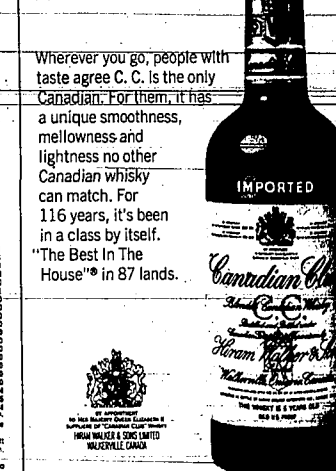 Wherever you go, people with
taste agree C. C. is the only
Canadian. For them, it has
a unique smoothness,
mellowness and
lightness no other
Canadian whisky
can match. For
116 years, it's been
in a class by itself.
"The Best In The
House"® in 87 lands.
IMPORTED
Canadian
C.C.
Hiram Walker &
BY APPOINTMENT
TO HER MAJESTY QUEEN ELIZABETH II
SUPPLIERS OF "CANADIAN CLUB" WHISKY
HIRAM WALKER & SONS LIMITED
WALKERVILLE, CANADA